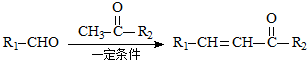 O
CH₃—C—R₂
R₁—CHO
一定条件
O
R₁—CH=CH—C—R₂